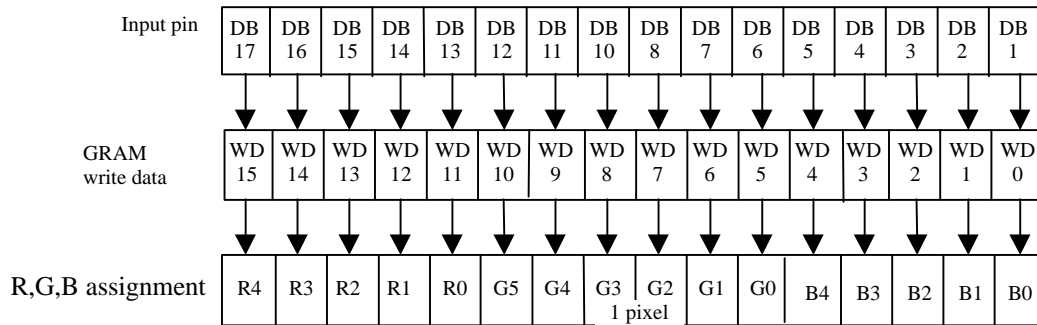 Input pin DB DB DB DB DB DB DB DB DB DB DB DB DB DB DB DB
17 16 15 14 13 12 11 10 8 7 6 5 4 3 2 1
GRAM WD WD WD WD WD WD WD WD WD WD WD WD WD WD WD WD
write data 15 14 13 12 11 10 9 8 7 6 5 4 3 2 1 0
R,G,B assignment R4 R3 R2 R1 R0 G5 G4 G3 G2 G1 G0 B4 B3 B2 B1 B0
1 pixel